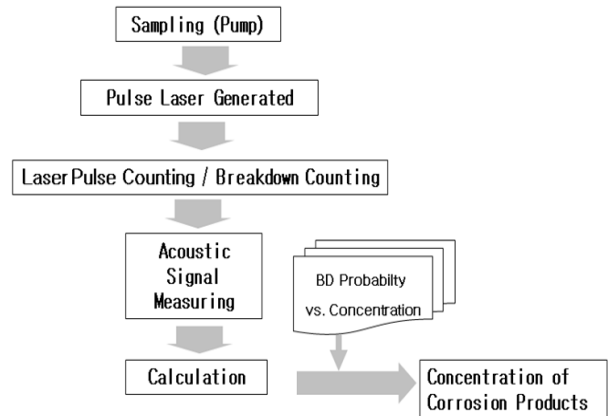 Sampling (Pump)
Pulse Laser Generated
Laser Pulse Counting / Breakdown Counting
Acoustic
Signal
Measuring
BD Probabilty
vs. Concentration
Calculation
Concentration of
Corrosion Products